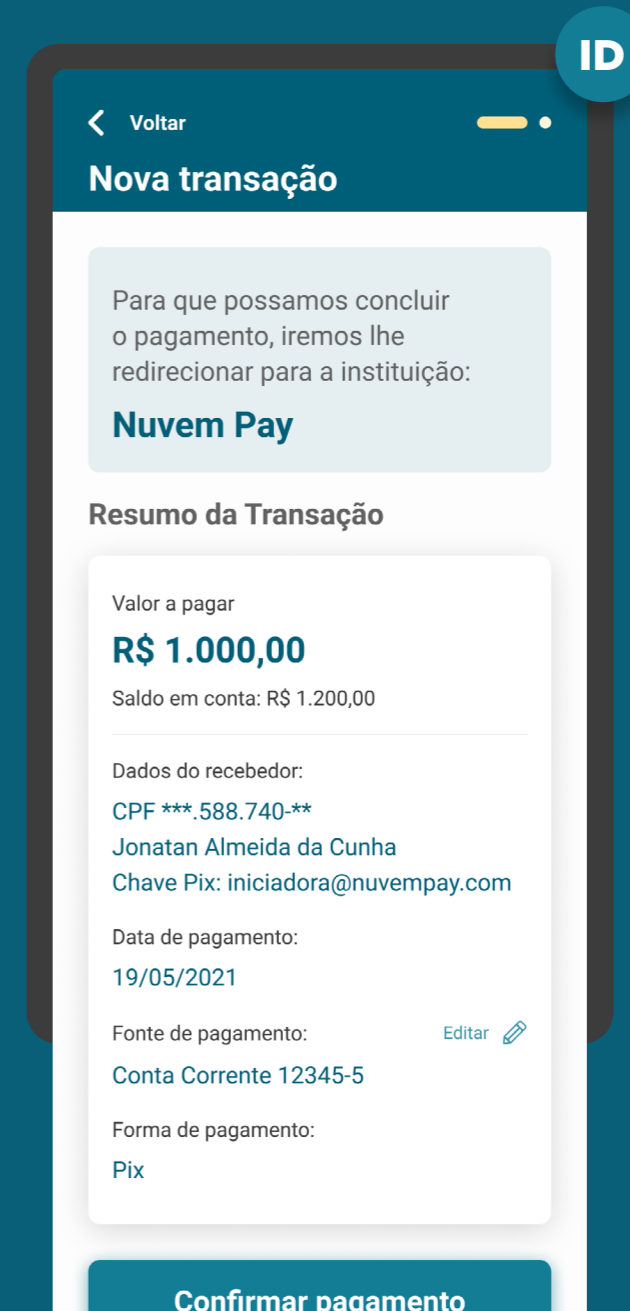 ID
Voltar
Nova transação
Para que possamos concluir
o pagamento, iremos lhe
redirecionar para a instituição:
Nuvem Pay
Resumo da Transação
Valor a pagar
R$ 1.000,00
Saldo em conta: R$ 1.200,00
Dados do recebedor:
CPF ***.588.740-**
Jonatan Almeida da Cunha
Chave Pix: iniciadora@nuvempay.com
Data de pagamento:
19/05/2021
Fonte de pagamento: Editar
Conta Corrente 12345-5
Forma de pagamento:
Pix
Confirmar pagamento